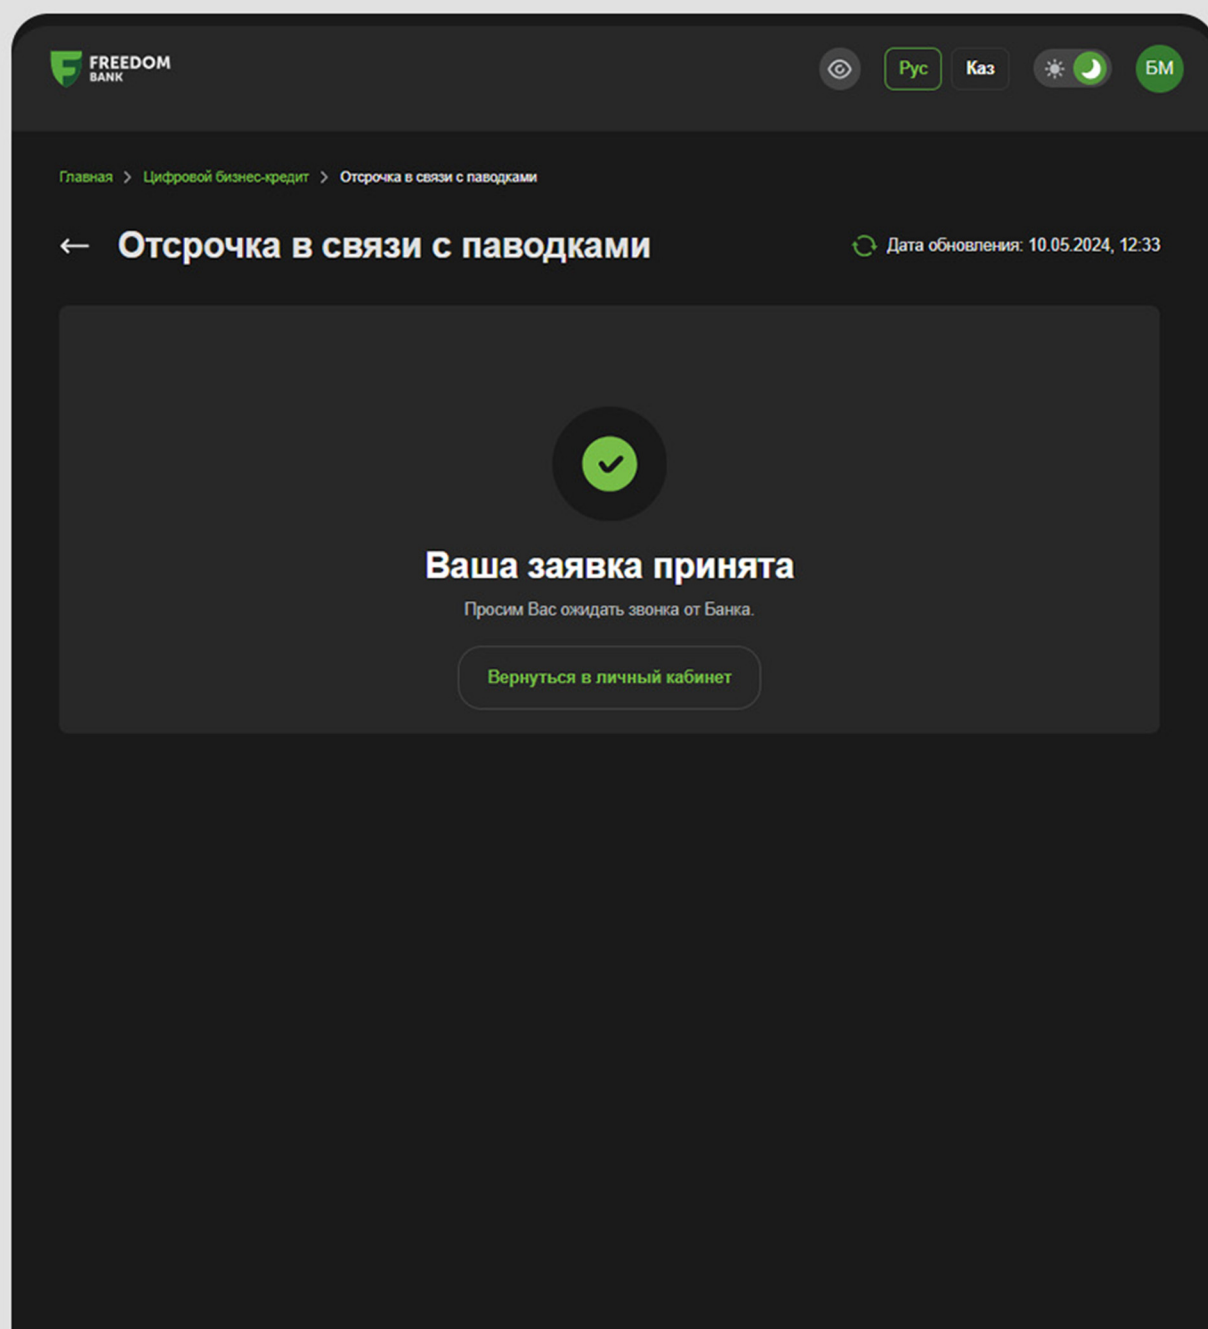 FREEDOM
BANK
Рус
Каз
БМ
Главная > Цифровой бизнес-кредит > Отсрочка в связи с паводками
← Отсрочка в связи с паводками
Дата обновления: 10.05.2024, 12:33
Ваша заявка принята
Просим Вас ожидать звонка от Банка.
Вернуться в личный кабинет